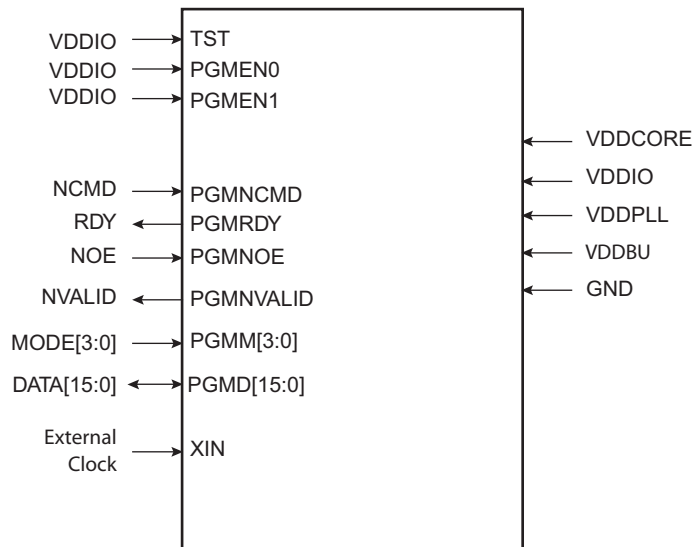 VDDIO TST
VDDIO PGMEN0
VDDIO PGMEN1
VDDCORE
VDDIO
NCMD PGMNCMD
VDDPLL
RDY PGMRDY
VDDBU
NOE PGMNOE
GND
NVALID PGMNVALID
MODE[3:0] PGMM[3:0]
DATA[15:0] PGMD[15:0]
External
Clock XIN